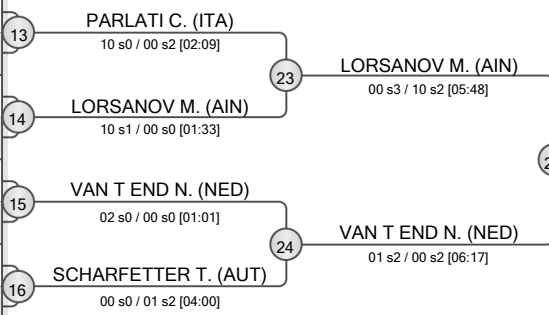 13
PARLATI C. (ITA)
10 s0 / 00 s2 [02:09]
23
LORSANOV M. (AIN)
00 s3 / 10 s2 [05:48]
14
LORSANOV M. (AIN)
10 s1 / 00 s0 [01:33]
15
VAN T END N. (NED)
02 s0 / 00 s0 [01:01]
24
VAN T END N. (NED)
01 s2 / 00 s2 [06:17]
16
SCHARFETTER T. (AUT)
00 s0 / 01 s2 [04:00]